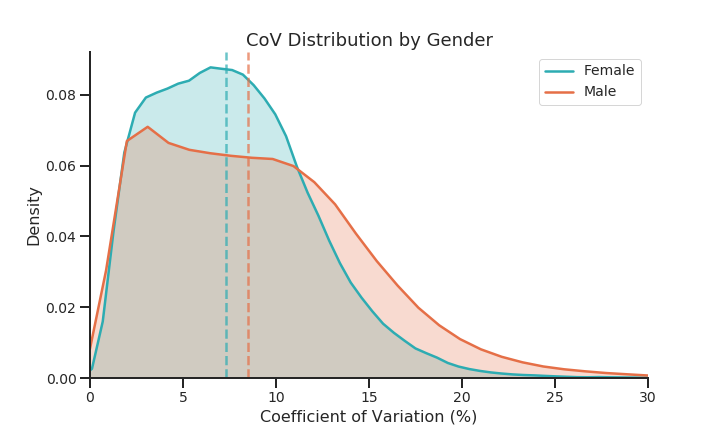 CoV Distribution by Gender
Female
Male
0.08
0.06
0.04
0.02
0.00
Density
0 5 10 15 20 25 30
Coefficient of Variation (%)